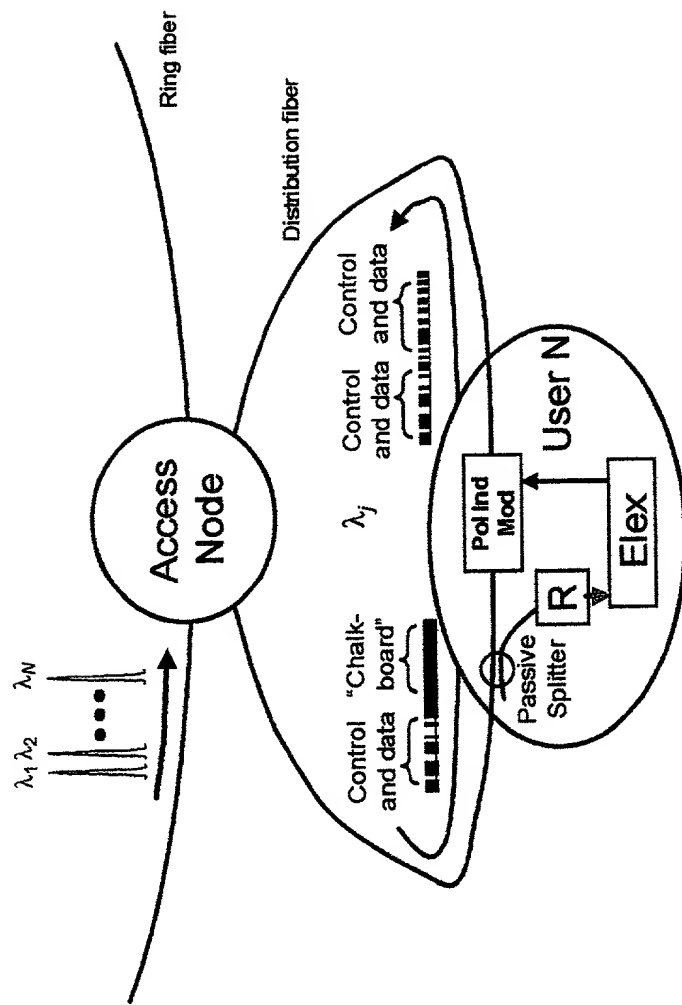 λ1 λ2
λN
Ring fiber
Access
Node
Distribution fiber
Control
and data
"Chalk-
board"
λj
Control
and data
Control
and data
Passive
Splitter
R
Pol Ind
Mod
Elex
User N